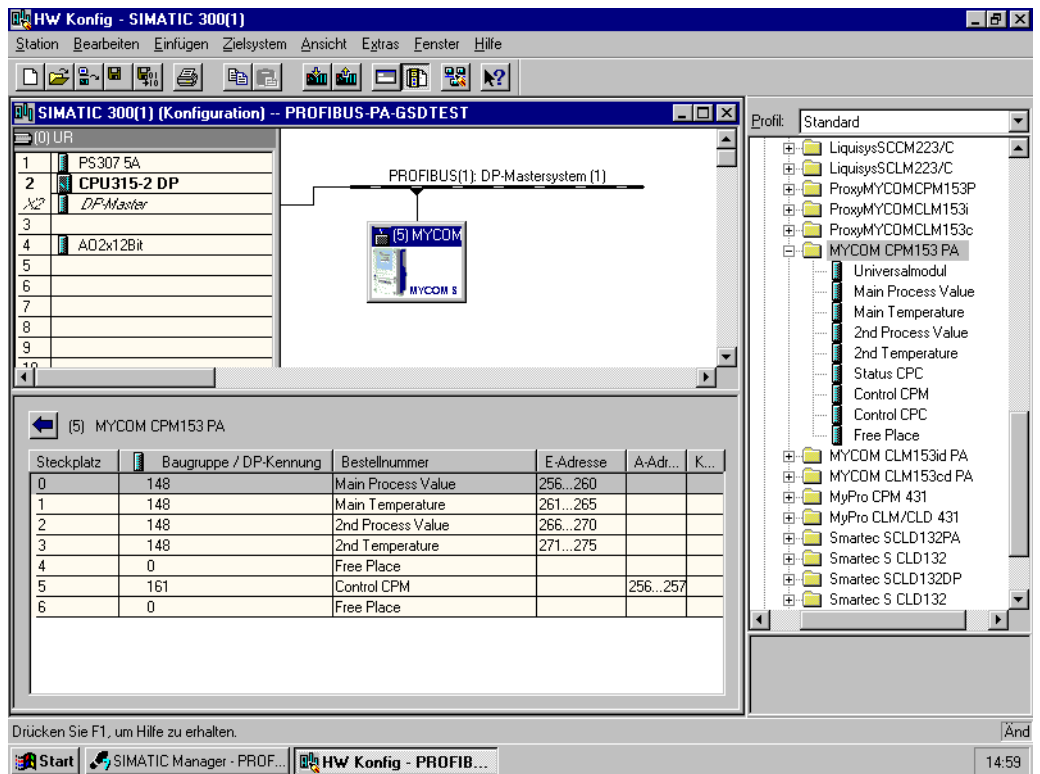 HW Konfig - SIMATIC 300(1)
Station Bearbeiten Einfügen Zielsystem Ansicht Extras Fenster Hilfe
SIMATIC 300(1) (Konfiguration) -- PROFIBUS-PA-GSDTEST
(0) UR
1 PS307 5A
2 CPU315-2 DP
X2 DP-Master
3
4 AO2x12Bit
5
6
7
8
9
10
PROFIBUS(1): DP-Mastersystem (1)
(5) MYCOM
MYCOM S
(5) MYCOM CPM153 PA
Steckplatz Baugruppe / DP-Kennung Bestellnummer E-Adresse A-Adr... K...
0 148 Main Process Value 256...260
1 148 Main Temperature 261...265
2 148 2nd Process Value 266...270
3 148 2nd Temperature 271...275
4 0 Free Place
5 161 Control CPM 256...257
6 0 Free Place
Profil: Standard
LiquisysSCCM223/C
LiquisysSCLM223/C
ProxyMYCOMCPM153P
ProxyMYCOMCLM153i
ProxyMYCOMCLM153c
MYCOM CPM153 PA
Universalmodul
Main Process Value
Main Temperature
2nd Process Value
2nd Temperature
Status CPC
Control CPM
Control CPC
Free Place
MYCOM CLM153id PA
MYCOM CLM153cd PA
MyPro CPM 431
MyPro CLM/CLD 431
Smartec SCLD132PA
Smartec S CLD132
Smartec SCLD132DP
Smartec S CLD132
Drücken Sie F1, um Hilfe zu erhalten.
Änd
Start SIMATIC Manager - PROF... HW Konfig - PROFIB... 14:59